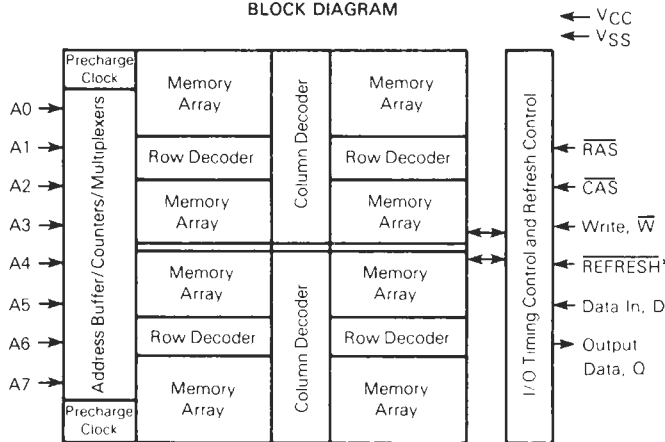 BLOCK DIAGRAM
VCC
VSS
Precharge
Clock
Address Buffer/Counters/Multiplexers
Precharge
Clock
A0
A1
A2
A3
A4
A5
A6
A7
Memory
Array
Row Decoder
Memory
Array
Memory
Array
Row Decoder
Memory
Array
Column Decoder
Column Decoder
Memory
Array
Row Decoder
Memory
Array
Memory
Array
Row Decoder
Memory
Array
I/O Timing Control and Refresh Control
R̅A̅S̅
C̅A̅S̅
Write, W̅
R̅E̅F̅R̅E̅S̅H̅*
Data In, D
Output
Data, Q